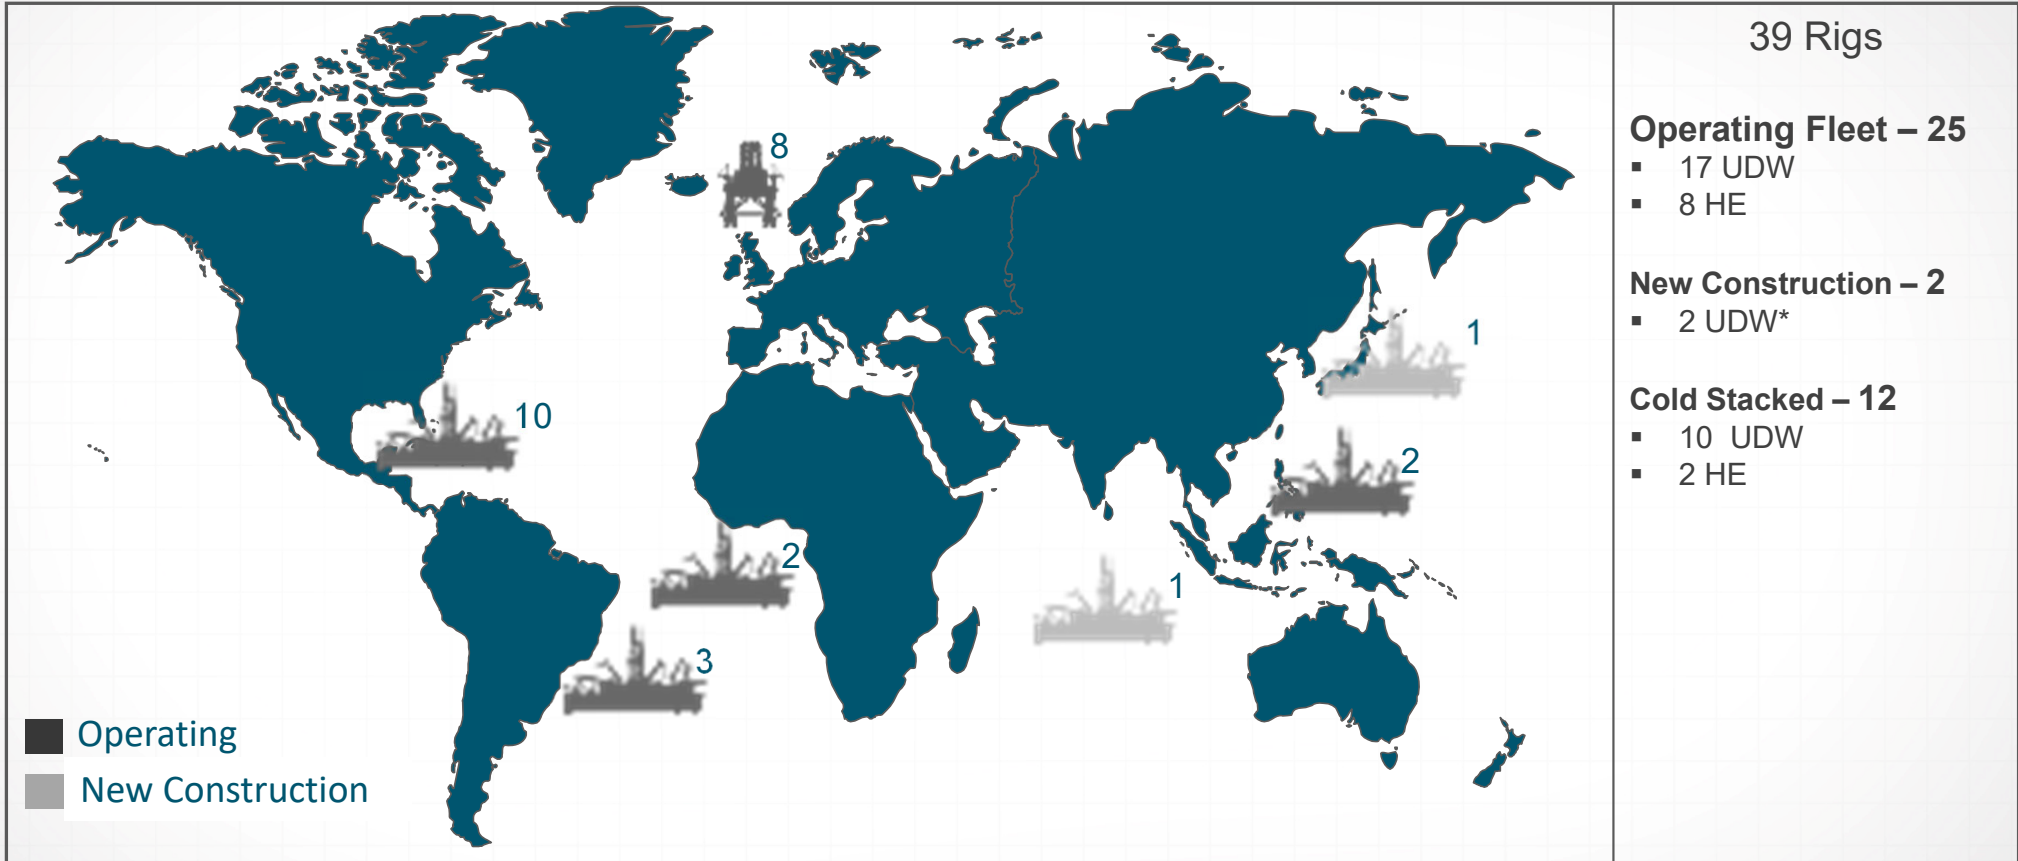 39 Rigs
Operating Fleet – 25
▪ 17 UDW
▪ 8 HE
New Construction – 2
▪ 2 UDW*
Cold Stacked – 12
▪ 10 UDW
▪ 2 HE
8
1
10
2
2
1
3
Operating
New Construction